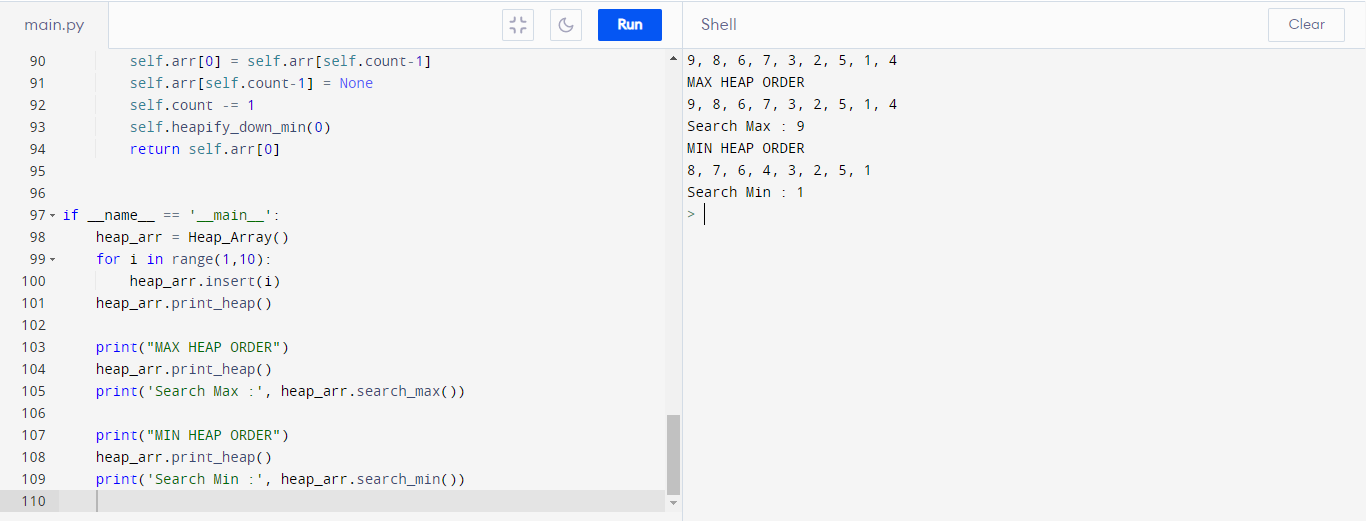 main.py
Run
Shell
Clear
90 self.arr[0] = self.arr[self.count-1]
91 self.arr[self.count-1] = None
92 self.count -= 1
93 self.heapify_down_min(0)
94 return self.arr[0]
95
96
97 if __name__ == '__main__':
98 heap_arr = Heap_Array()
99 for i in range(1,10):
100 heap_arr.insert(i)
101 heap_arr.print_heap()
102
103 print("MAX HEAP ORDER")
104 heap_arr.print_heap()
105 print('Search Max :', heap_arr.search_max())
106
107 print("MIN HEAP ORDER")
108 heap_arr.print_heap()
109 print('Search Min :', heap_arr.search_min())
110
9, 8, 6, 7, 3, 2, 5, 1, 4
MAX HEAP ORDER
9, 8, 6, 7, 3, 2, 5, 1, 4
Search Max : 9
MIN HEAP ORDER
8, 7, 6, 4, 3, 2, 5, 1
Search Min : 1
>